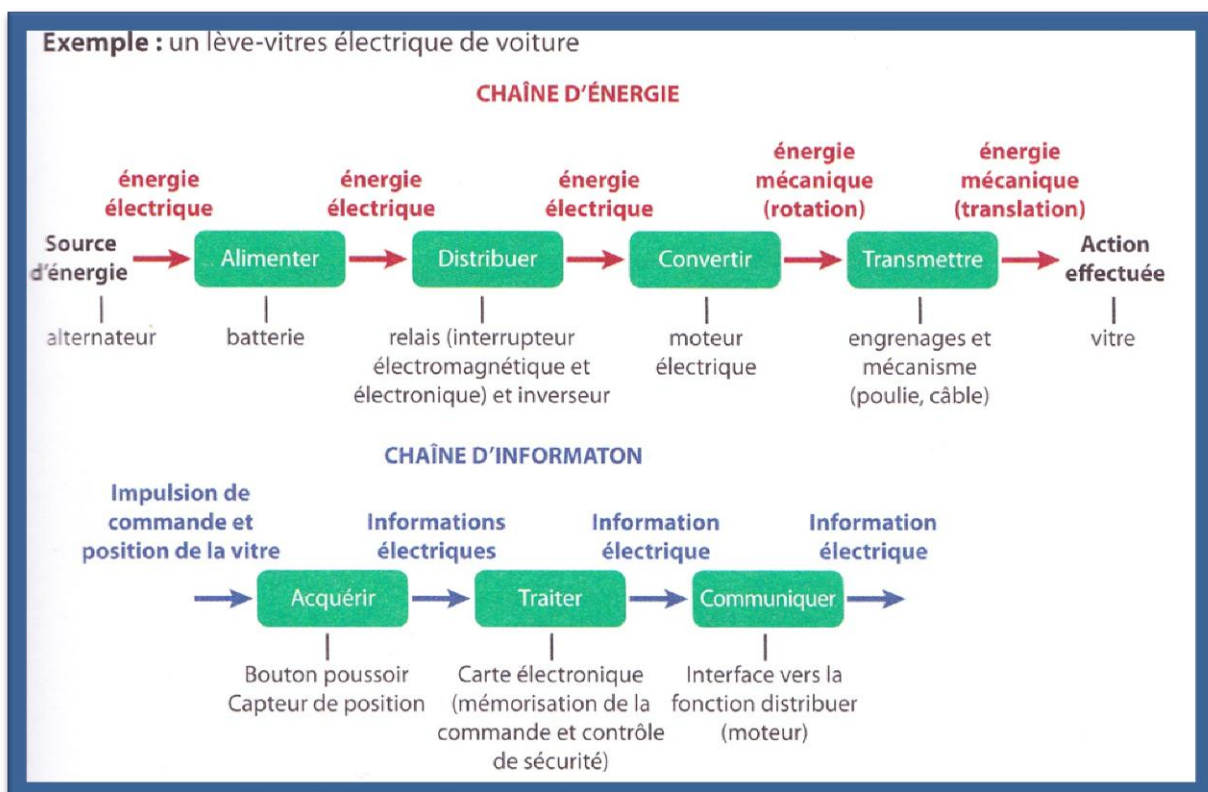 Exemple : un lève-vitres électrique de voiture
CHAÎNE D'ÉNERGIE
énergie
électrique
énergie
électrique
énergie
électrique
énergie
mécanique
(rotation)
énergie
mécanique
(translation)
Source
d'énergie
Alimenter
Distribuer
Convertir
Transmettre
Action
effectuée
alternateur
batterie
relais (interrupteur
électromagnétique et
électronique) et inverseur
moteur
électrique
engrenages et
mécanisme
(poulie, câble)
vitre
CHAÎNE D'INFORMATON
Impulsion de
commande et
position de la vitre
Informations
électriques
Information
électrique
Information
électrique
Acquérir
Traiter
Communiquer
Bouton poussoir
Capteur de position
Carte électronique
(mémorisation de la
commande et contrôle
de sécurité)
Interface vers la
fonction distribuer
(moteur)